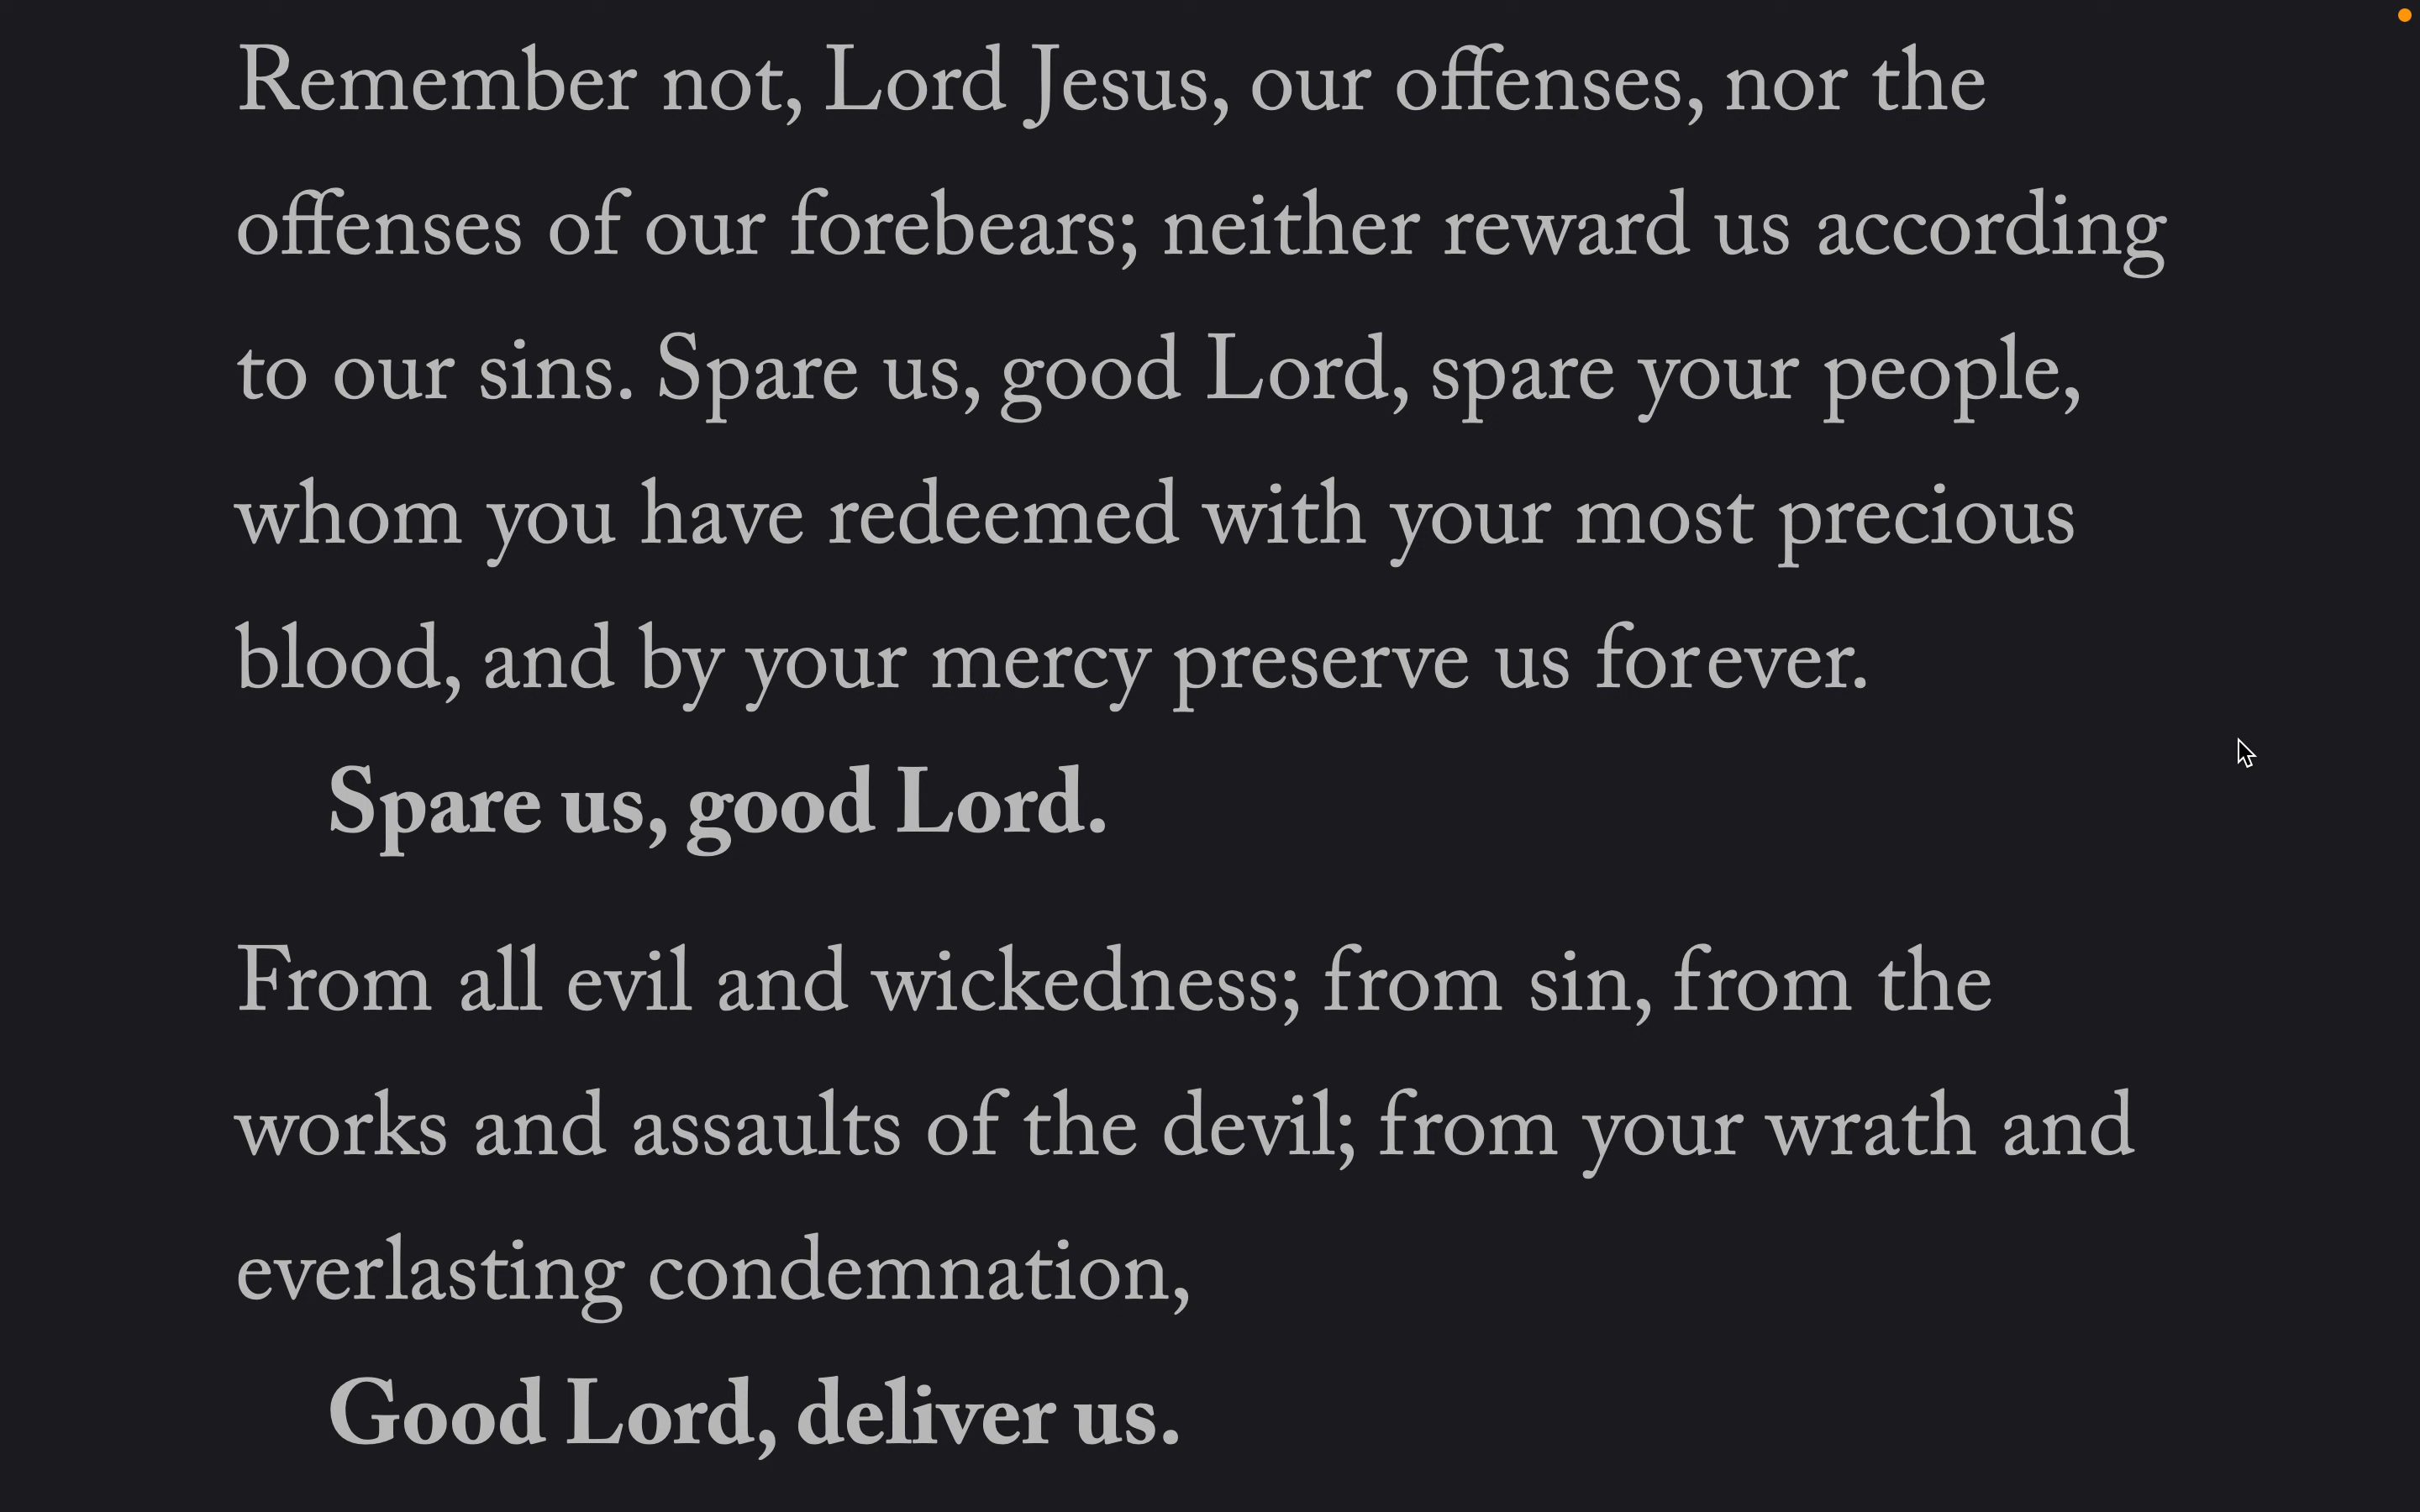 Remember not, Lord Jesus, our offenses, nor the
offenses of our forebears; neither reward us according
to our sins. Spare us, good Lord, spare your people,
whom you have redeemed with your most precious
blood, and by your mercy preserve us forever.
Spare us, good Lord.
From all evil and wickedness; from sin, from the
works and assaults of the devil; from your wrath and
everlasting condemnation,
Good Lord, deliver us.